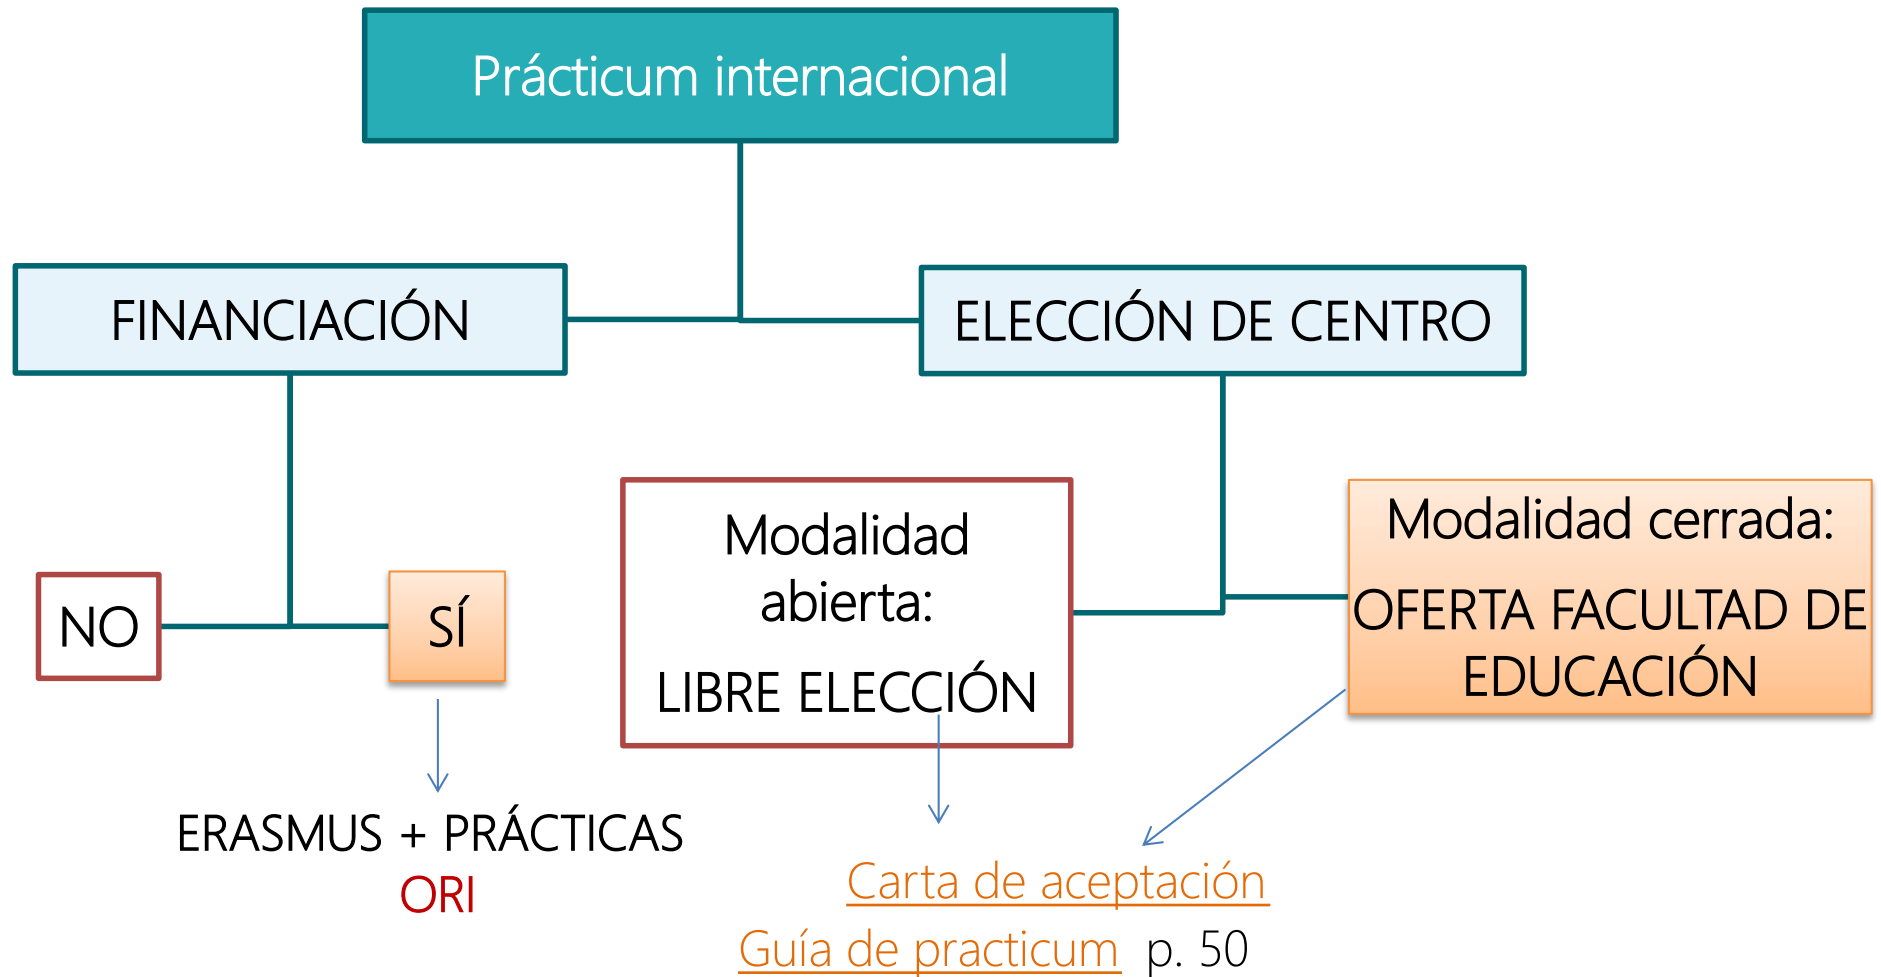 Prácticum internacional
FINANCIACIÓN
ELECCIÓN DE CENTRO
NO
SÍ
Modalidad
abierta:
LIBRE ELECCIÓN
Modalidad cerrada:
OFERTA FACULTAD DE
EDUCACIÓN
ERASMUS + PRÁCTICAS
ORI
Carta de aceptación
Guía de practicum p. 50